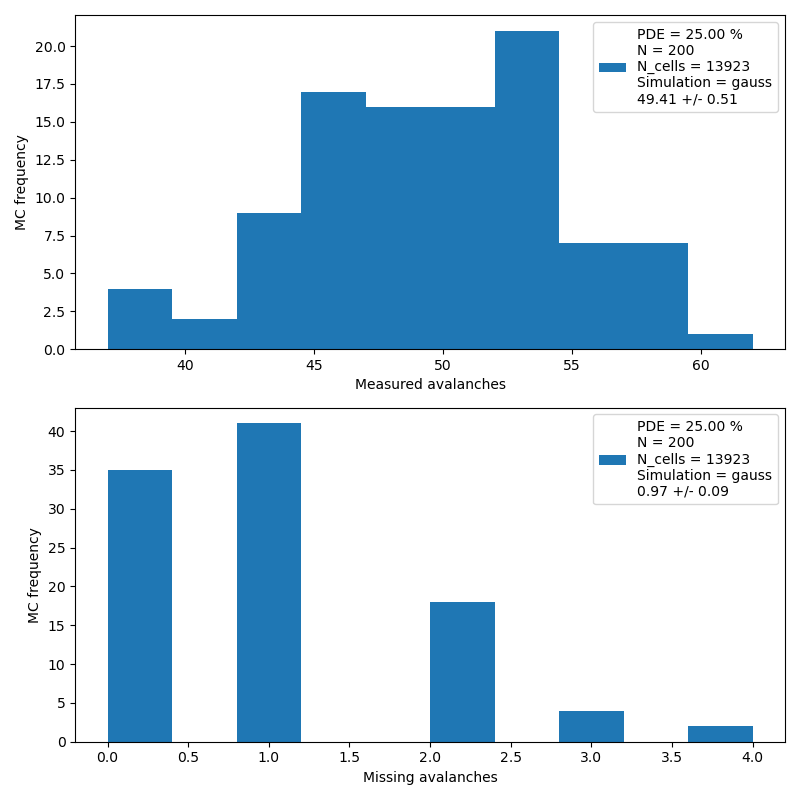 MC frequency
20.0
17.5
15.0
12.5
10.0
7.5
5.0
2.5
0.0
PDE = 25.00 %
N = 200
N_cells = 13923
Simulation = gauss
49.41 +/- 0.51
40 45 50 55 60
Measured avalanches
MC frequency
40
35
30
25
20
15
10
5
0
PDE = 25.00 %
N = 200
N_cells = 13923
Simulation = gauss
0.97 +/- 0.09
0.0 0.5 1.0 1.5 2.0 2.5 3.0 3.5 4.0
Missing avalanches